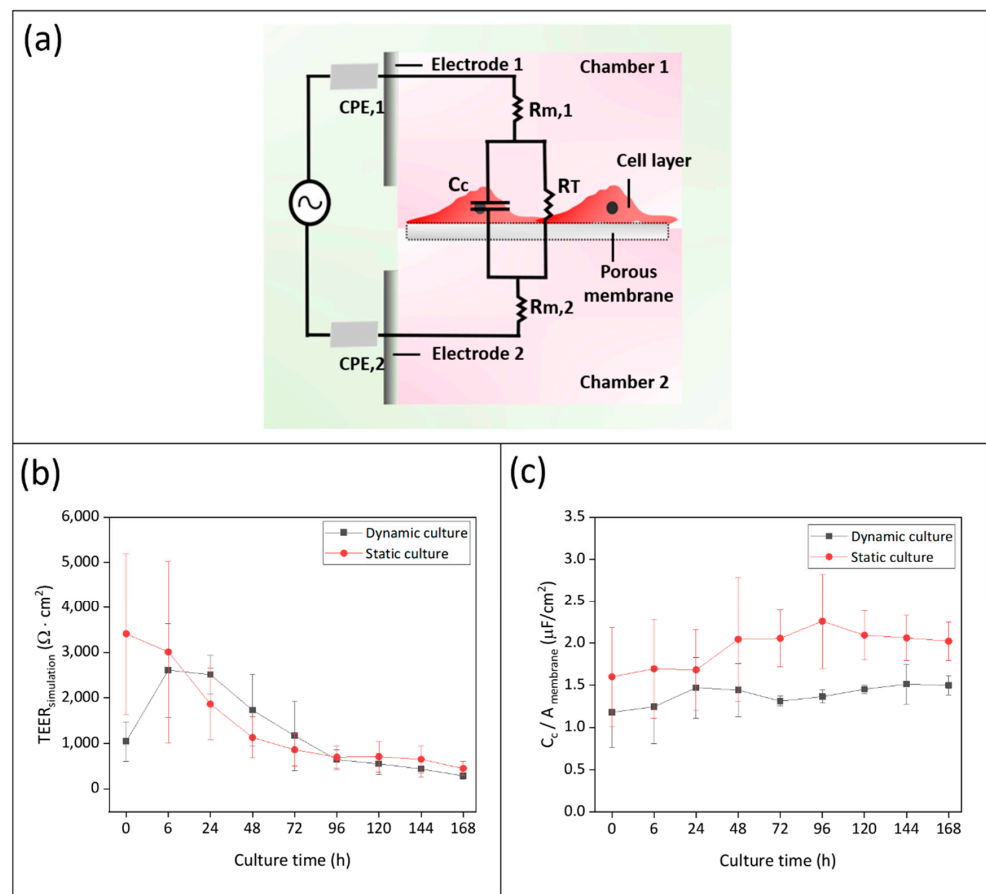 (a)
Electrode 1
Chamber 1
CPE,1
Rm,1
Cc
RT
Cell layer
Porous
membrane
Rm,2
CPE,2
Electrode 2
Chamber 2
(b)
6,000
5,000
4,000
3,000
2,000
1,000
0
TEERsimulation (Ω · cm²)
Dynamic culture
Static culture
0 6 24 48 72 96 120 144 168
Culture time (h)
(c)
3.5
3.0
2.5
2.0
1.5
1.0
0.5
0.0
Cc / A membrane (µF/cm²)
Dynamic culture
Static culture
0 6 24 48 72 96 120 144 168
Culture time (h)